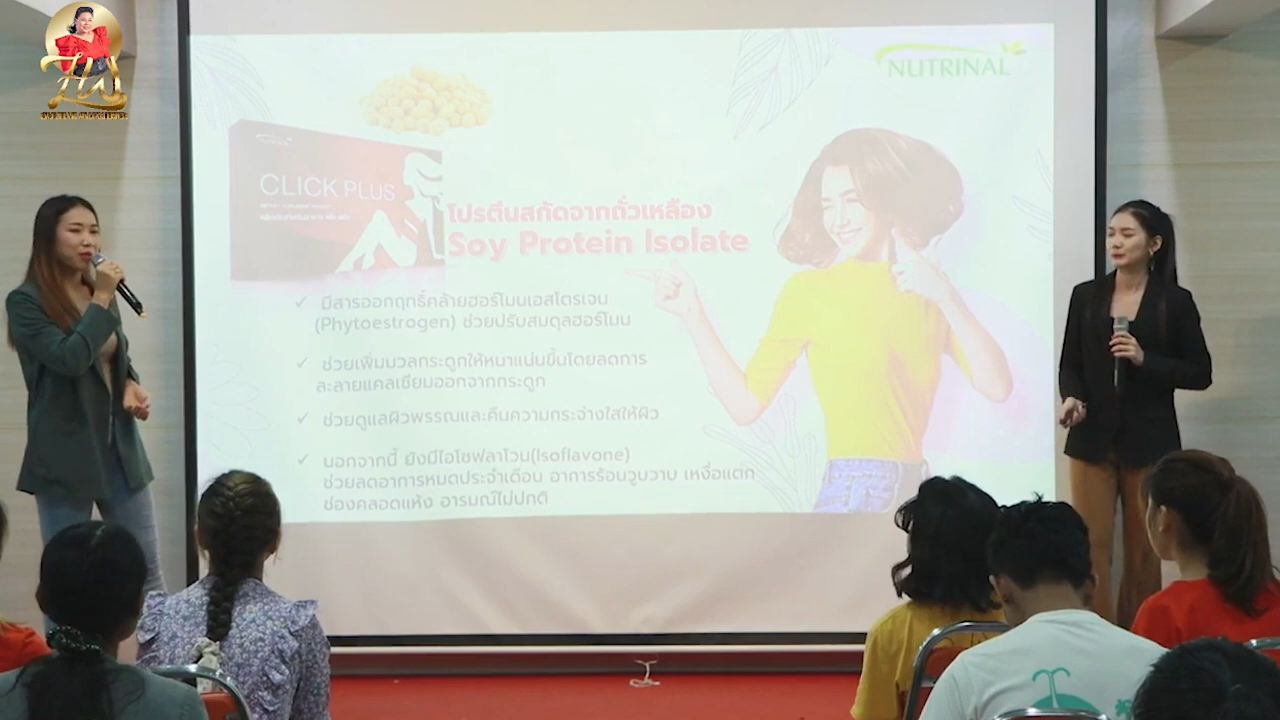 NUTRINAL
CLICK PLUS
โปรตีนสกัดจากถั่วเหลือง
Soy Protein Isolate
✓ มีสารออกฤทธิ์คล้ายฮอร์โมนเอสโตรเจน
(Phytoestrogen) ช่วยปรับสมดุลฮอร์โมน
✓ ช่วยเพิ่มมวลกระดูกให้หนาแน่นขึ้นโดยลดการ
ละลายแคลเซียมออกจากกระดูก
✓ ช่วยดูแลผิวพรรณและคืนความกระจ่างใสให้ผิว
✓ นอกจากนี้ ยังมีไอโซฟลาโวน(Isoflavone)
ช่วยลดอาการหมดประจำเดือน อาการร้อนวูบวาบ เหงื่อแตก
ช่องคลอดแห้ง อารมณ์ไม่ปกติ